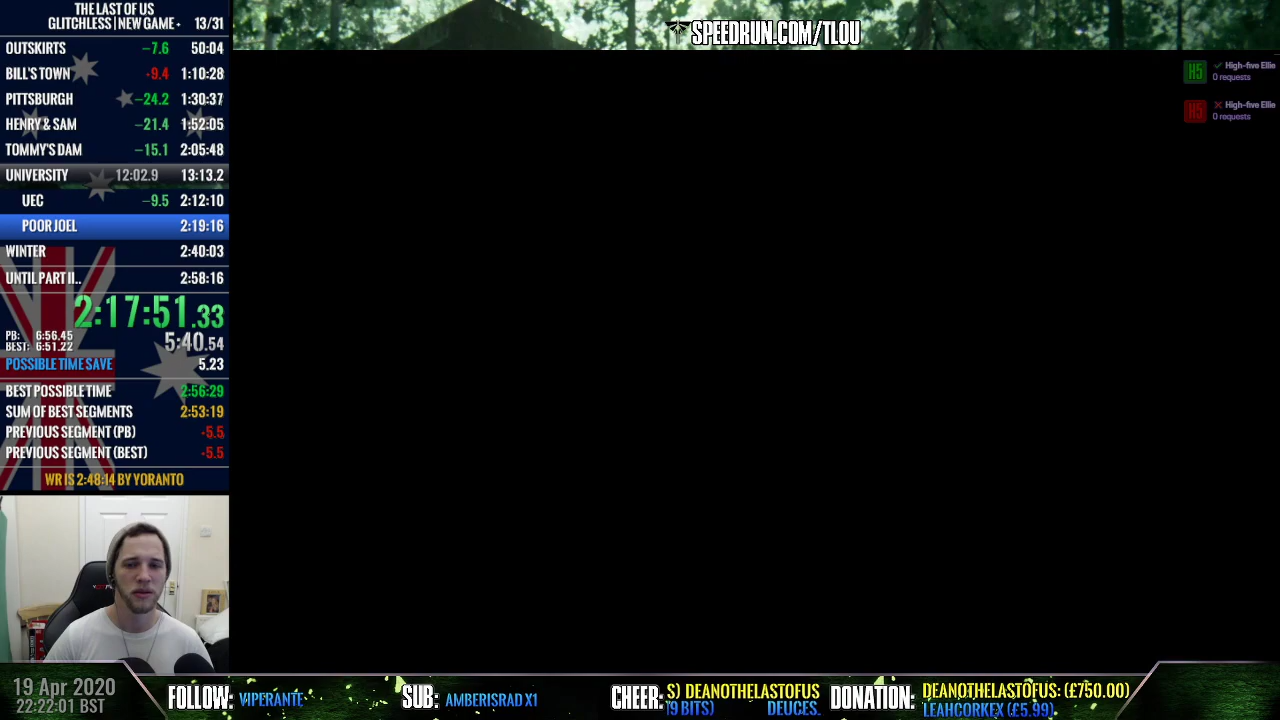 THE LAST OF US
GLITCHLESS | NEW GAME+ 13/31
OUTSKIRTS −7.6 50:04
BILL'S TOWN +9.4 1:10:28
PITTSBURGH −24.2 1:30:37
HENRY & SAM −21.4 1:52:05
TOMMY'S DAM −15.1 2:05:48
UNIVERSITY 12:02.9 13:13.2
UEC −9.5 2:12:10
POOR JOEL 2:19:16
WINTER 2:40:03
UNTIL PART II.. 2:58:16
2:17:51.33
PB: 6:56.45
BEST: 6:51.22
5:40.54
POSSIBLE TIME SAVE 5.23
BEST POSSIBLE TIME 2:56:29
SUM OF BEST SEGMENTS 2:53:19
PREVIOUS SEGMENT (PB) +5.5
PREVIOUS SEGMENT (BEST) +5.5
WR IS 2:48:14 BY YORANTO
SPEEDRUN.COM/TLOU
H5 ✓ High-five Ellie
0 requests
H5 ✕ High-five Ellie
0 requests
19 Apr 2020
22:22:01 BST
FOLLOW: VIPERANTE
SUB: AMBERISRAD X1
CHEER: S) DEANOTHELASTOFUS
9 BITS) DEUCES.
DONATION: DEANOTHELASTOFUS: (£750.00)
LEAHCORKEX (£5.99)